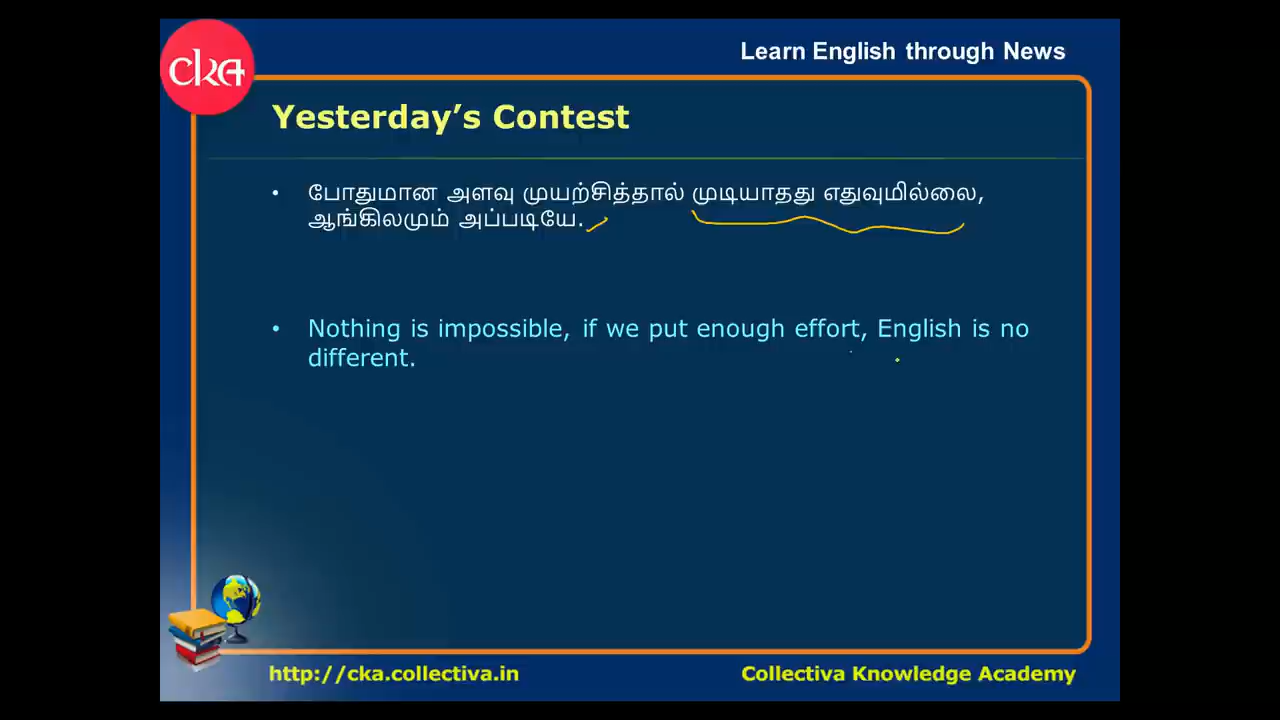 cka
Learn English through News
Yesterday's Contest
• போதுமான அளவு முயற்சித்தால் முடியாதது எதுவுமில்லை,
ஆங்கிலமும் அப்படியே.
• Nothing is impossible, if we put enough effort, English is no
different.
http://cka.collectiva.in
Collectiva Knowledge Academy